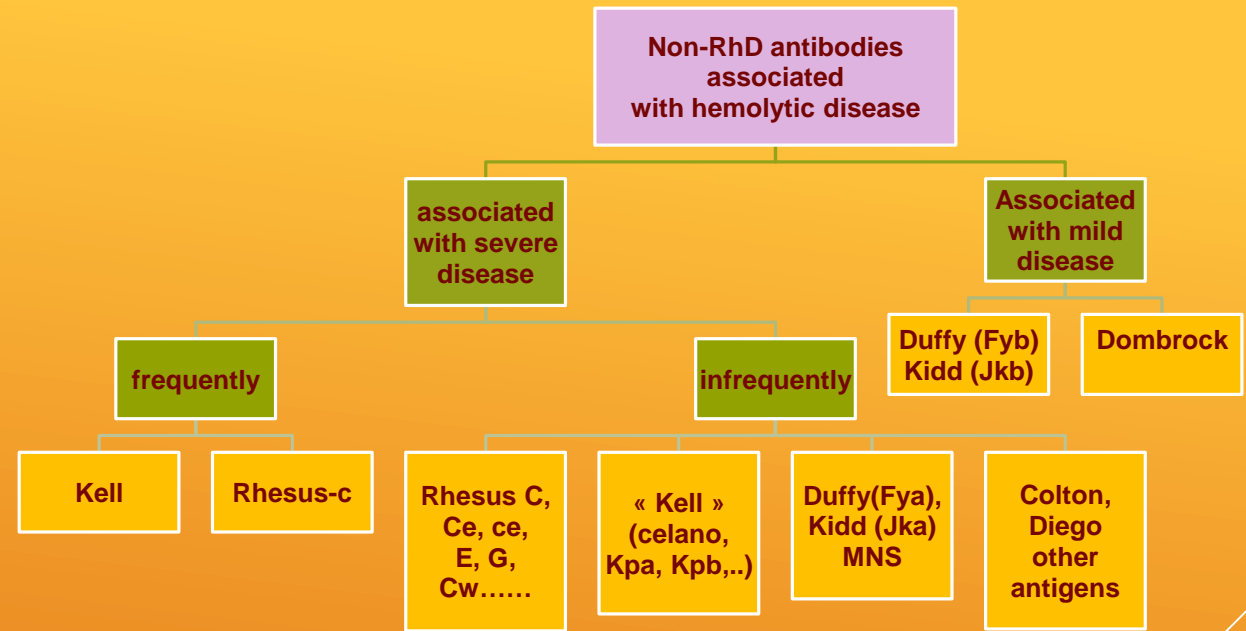 Non-RhD antibodies
associated
with hemolytic disease
associated
with severe
disease
Associated
with mild
disease
frequently
infrequently
Duffy (Fyb)
Kidd (Jkb)
Dombrock
Kell
Rhesus-c
Rhesus C,
Ce, ce,
E, G,
Cw……
« Kell »
(celano,
Kpa, Kpb,..)
Duffy(Fya),
Kidd (Jka)
MNS
Colton,
Diego
other
antigens